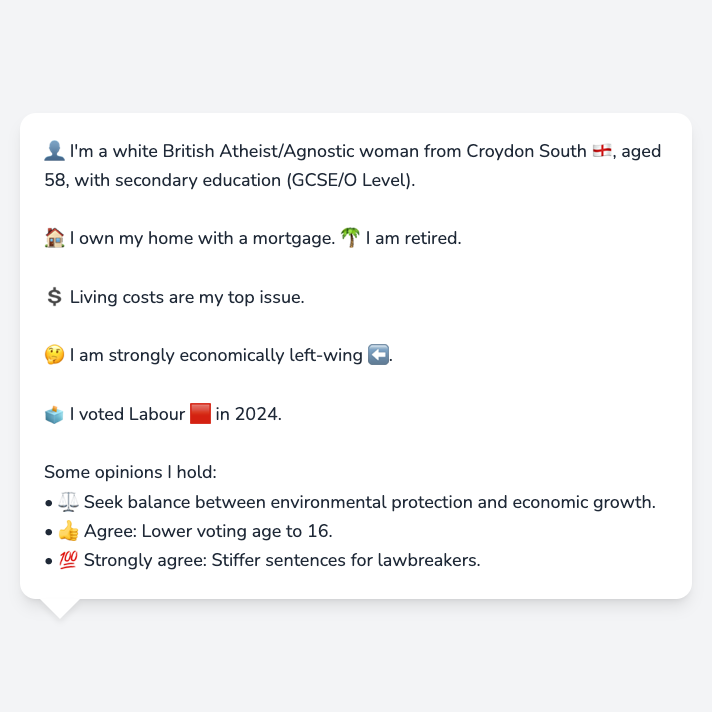 👤 I'm a white British Atheist/Agnostic woman from Croydon South 🏴󠁧󠁢󠁥󠁮󠁧󠁿, aged
58, with secondary education (GCSE/O Level).
🏠 I own my home with a mortgage. 🌴 I am retired.
💲 Living costs are my top issue.
🤔 I am strongly economically left-wing ⬅️.
🗳️ I voted Labour 🟥 in 2024.
Some opinions I hold:
• ⚖️ Seek balance between environmental protection and economic growth.
• 👍 Agree: Lower voting age to 16.
• 💯 Strongly agree: Stiffer sentences for lawbreakers.